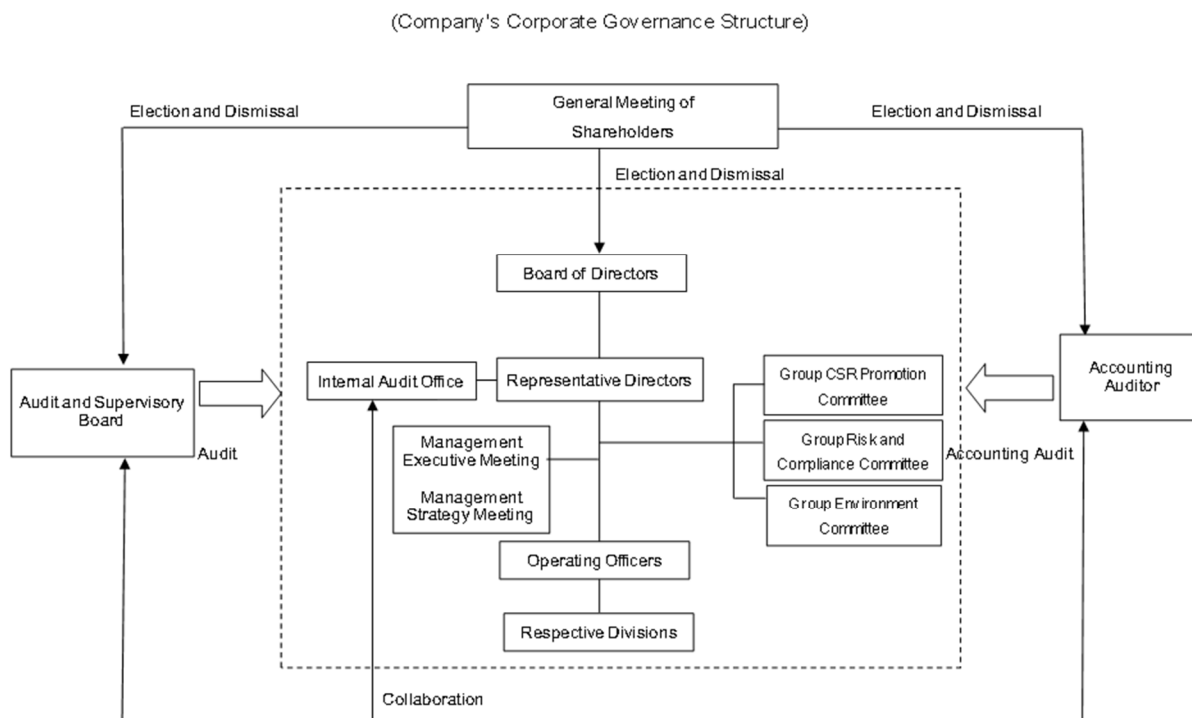 (Company's Corporate Governance Structure)
General Meeting of
Shareholders
Election and Dismissal
Election and Dismissal
Election and Dismissal
Board of Directors
Internal Audit Office
Representative Directors
Group CSR Promotion
Committee
Accounting
Auditor
Audit and Supervisory
Board
Audit
Management
Executive Meeting
Management
Strategy Meeting
Group Risk and
Compliance Committee
Accounting Audit
Group Environment
Committee
Operating Officers
Respective Divisions
Collaboration